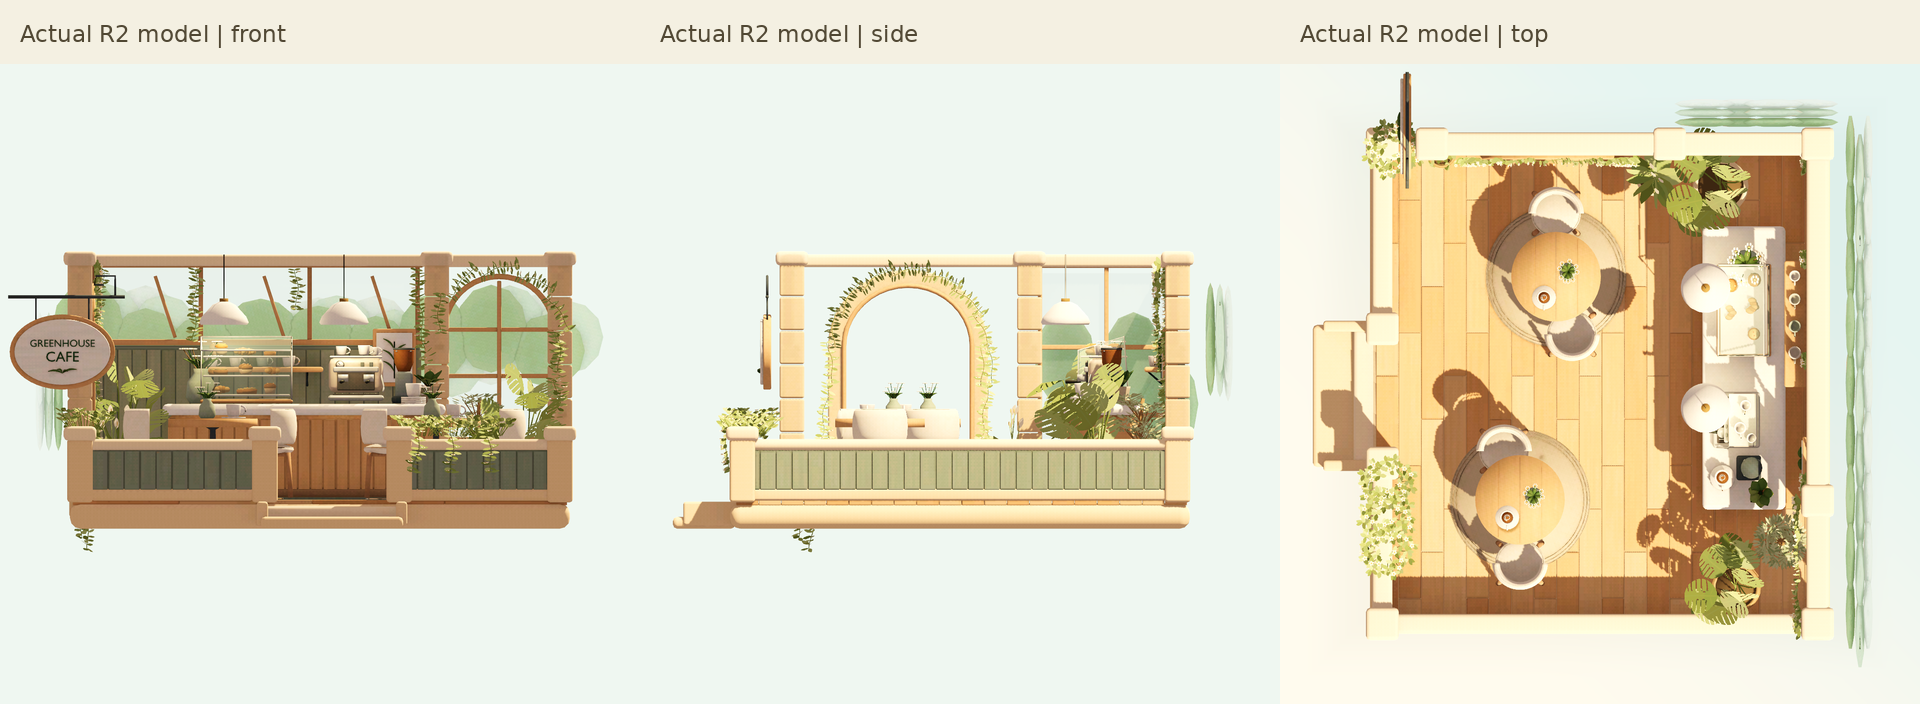 Actual R2 model | front
Actual R2 model | side
Actual R2 model | top
GREENHOUSE
CAFE